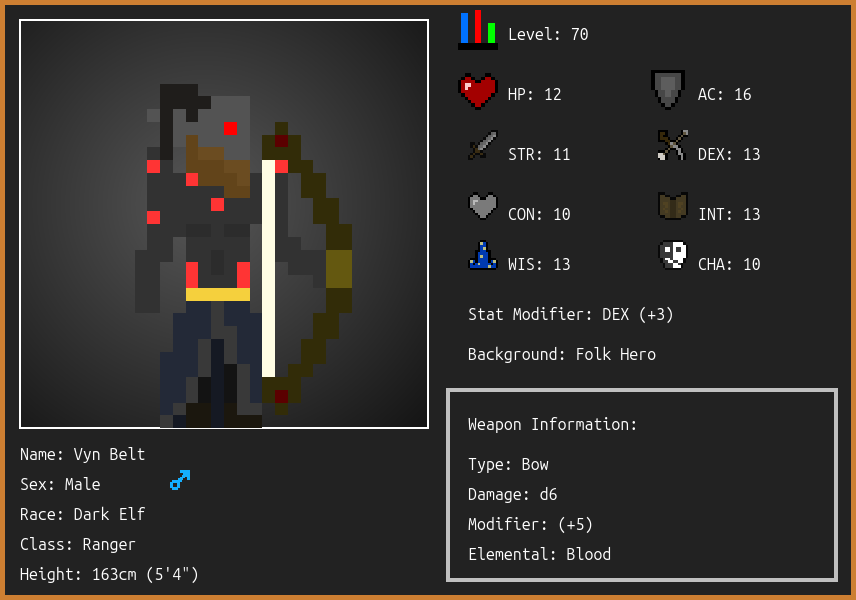 Level: 70
HP: 12
AC: 16
STR: 11
DEX: 13
CON: 10
INT: 13
WIS: 13
CHA: 10
Stat Modifier: DEX (+3)
Background: Folk Hero
Weapon Information:
Type: Bow
Damage: d6
Modifier: (+5)
Elemental: Blood
Name: Vyn Belt
Sex: Male
Race: Dark Elf
Class: Ranger
Height: 163cm (5'4")